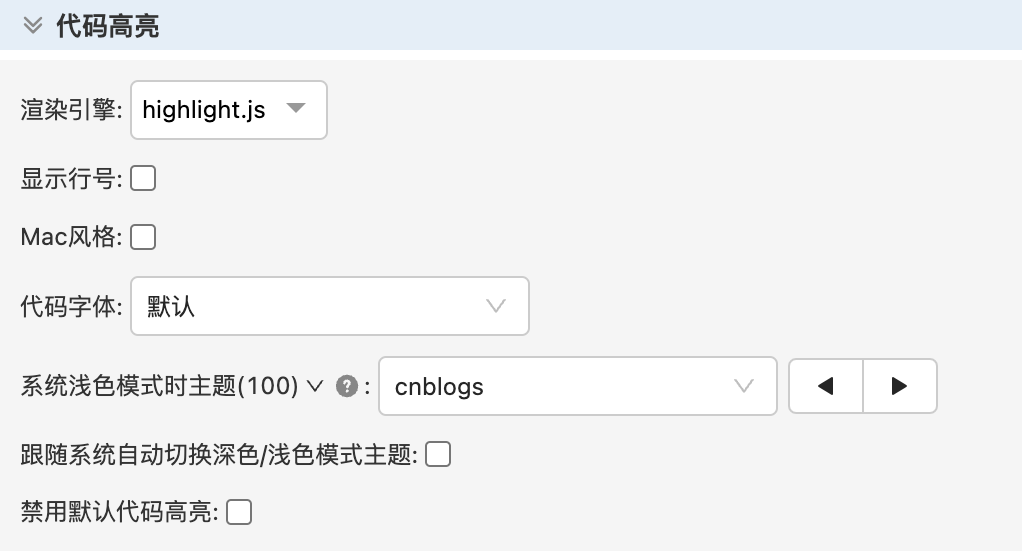 代码高亮
渲染引擎: highlight.js
显示行号:
Mac风格:
代码字体: 默认
系统浅色模式时主题(100) ? : cnblogs
跟随系统自动切换深色/浅色模式主题:
禁用默认代码高亮: